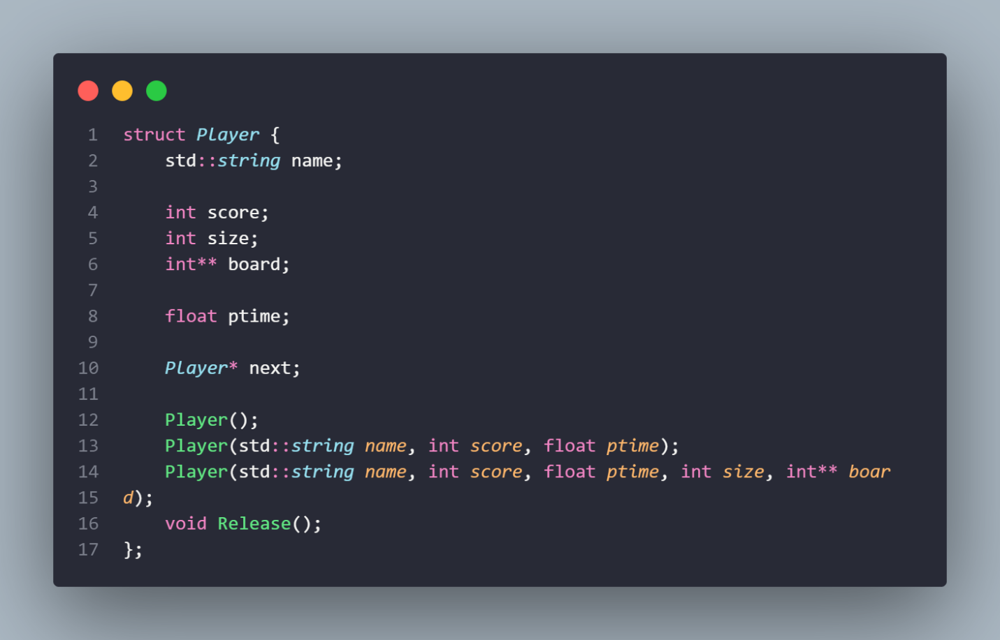 1 struct Player {
2     std::string name;
3
4     int score;
5     int size;
6     int** board;
7
8     float ptime;
9
10     Player* next;
11
12     Player();
13     Player(std::string name, int score, float ptime);
14     Player(std::string name, int score, float ptime, int size, int** boar
15 d);
16     void Release();
17 };